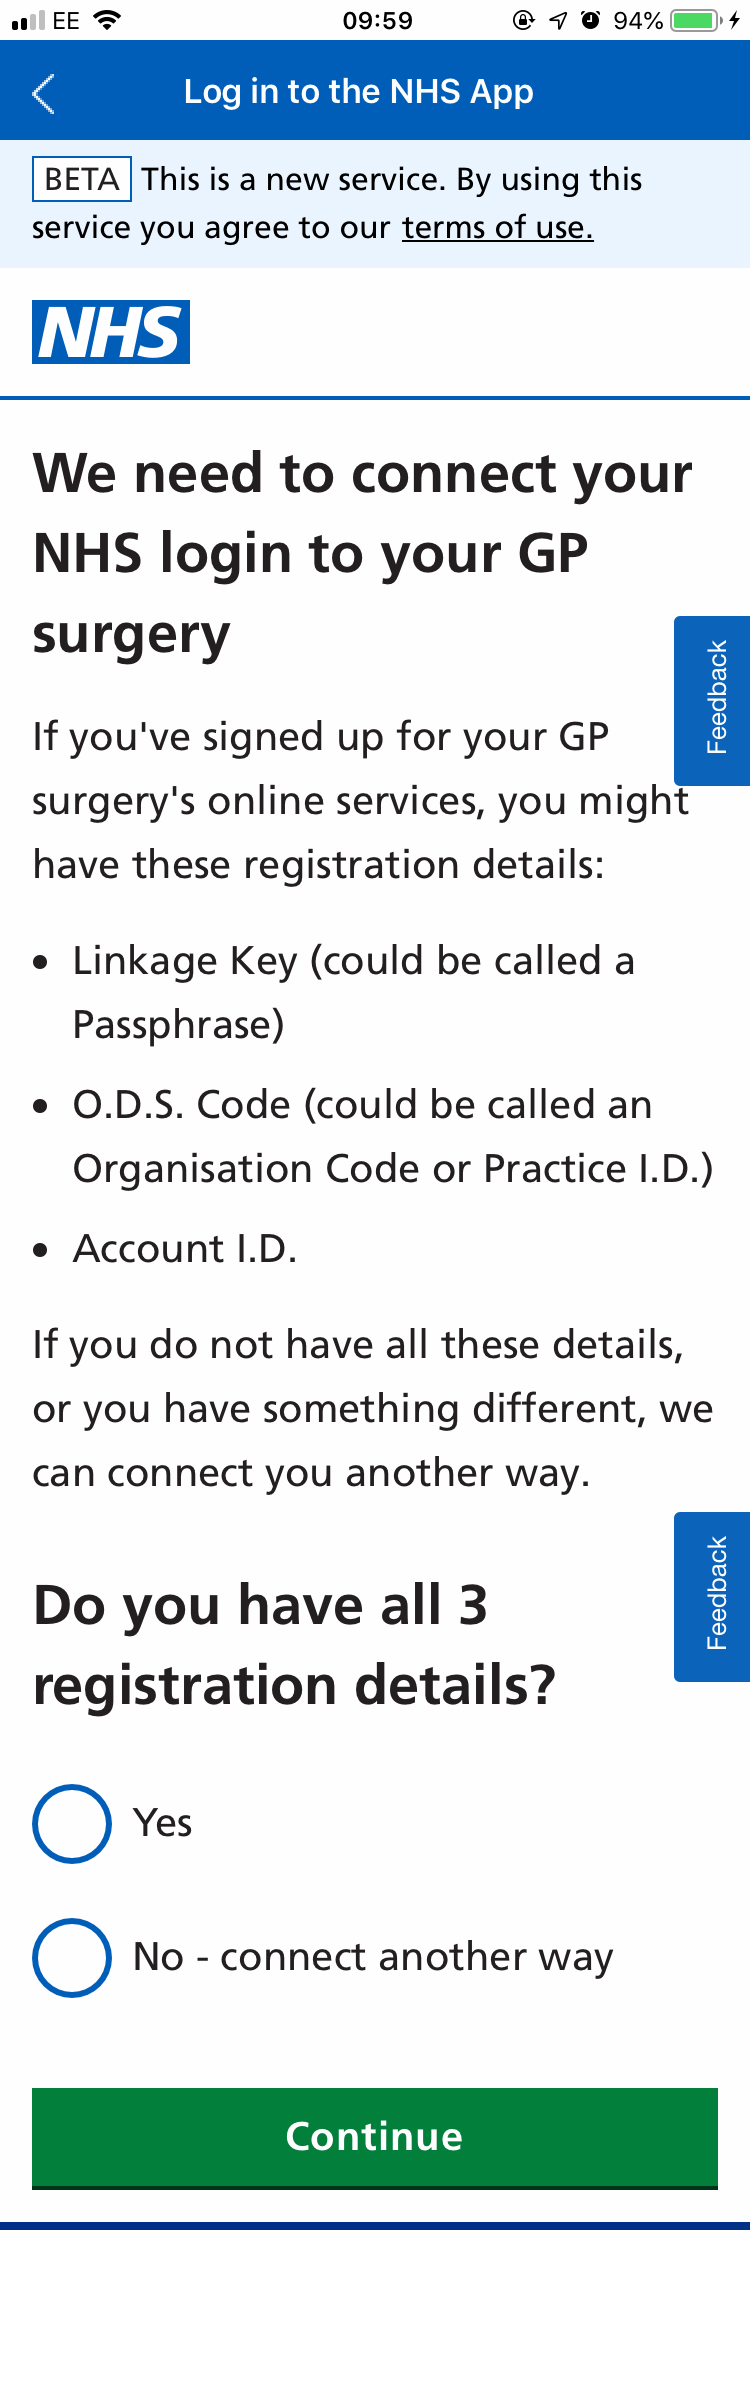 EE 09:59 94%
Log in to the NHS App
BETA This is a new service. By using this
service you agree to our terms of use.
NHS
We need to connect your
NHS login to your GP
surgery
Feedback
If you've signed up for your GP
surgery's online services, you might
have these registration details:
• Linkage Key (could be called a
Passphrase)
• O.D.S. Code (could be called an
Organisation Code or Practice I.D.)
• Account I.D.
If you do not have all these details,
or you have something different, we
can connect you another way.
Feedback
Do you have all 3
registration details?
Yes
No - connect another way
Continue